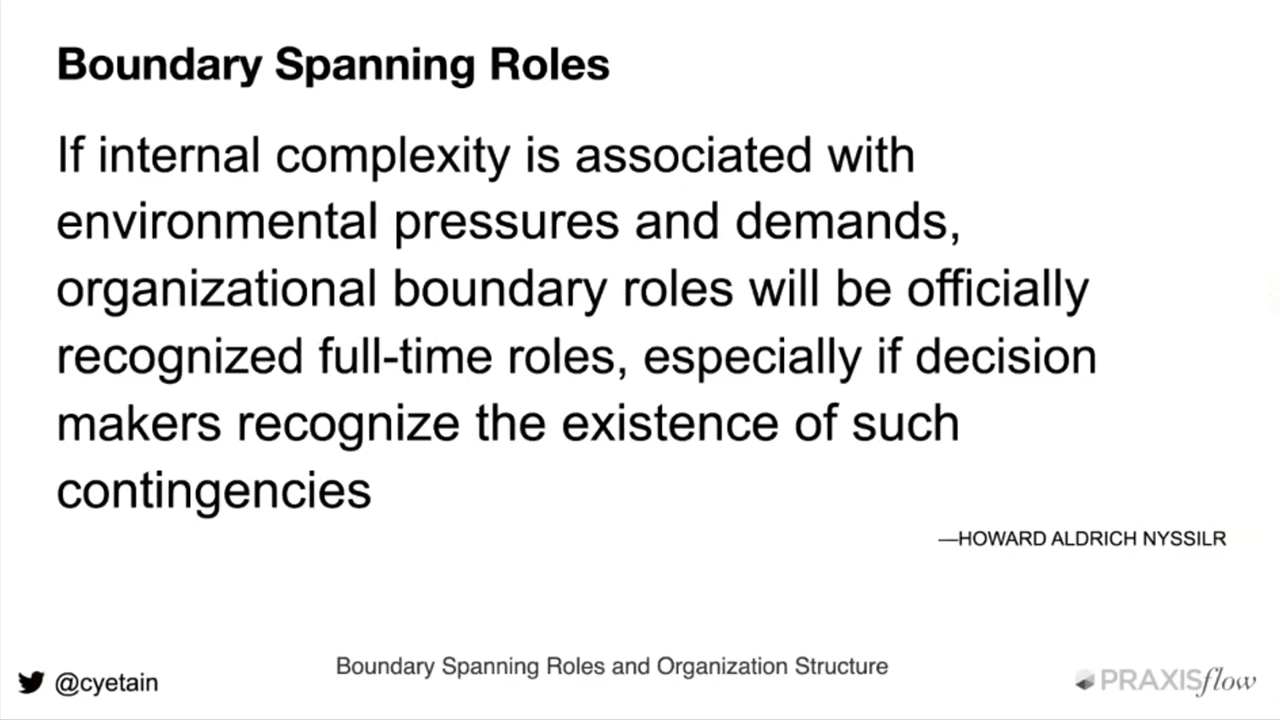 Boundary Spanning Roles
If internal complexity is associated with
environmental pressures and demands,
organizational boundary roles will be officially
recognized full-time roles, especially if decision
makers recognize the existence of such
contingencies
—HOWARD ALDRICH NYSSILR
Boundary Spanning Roles and Organization Structure
@cyetain
PRAXISflow